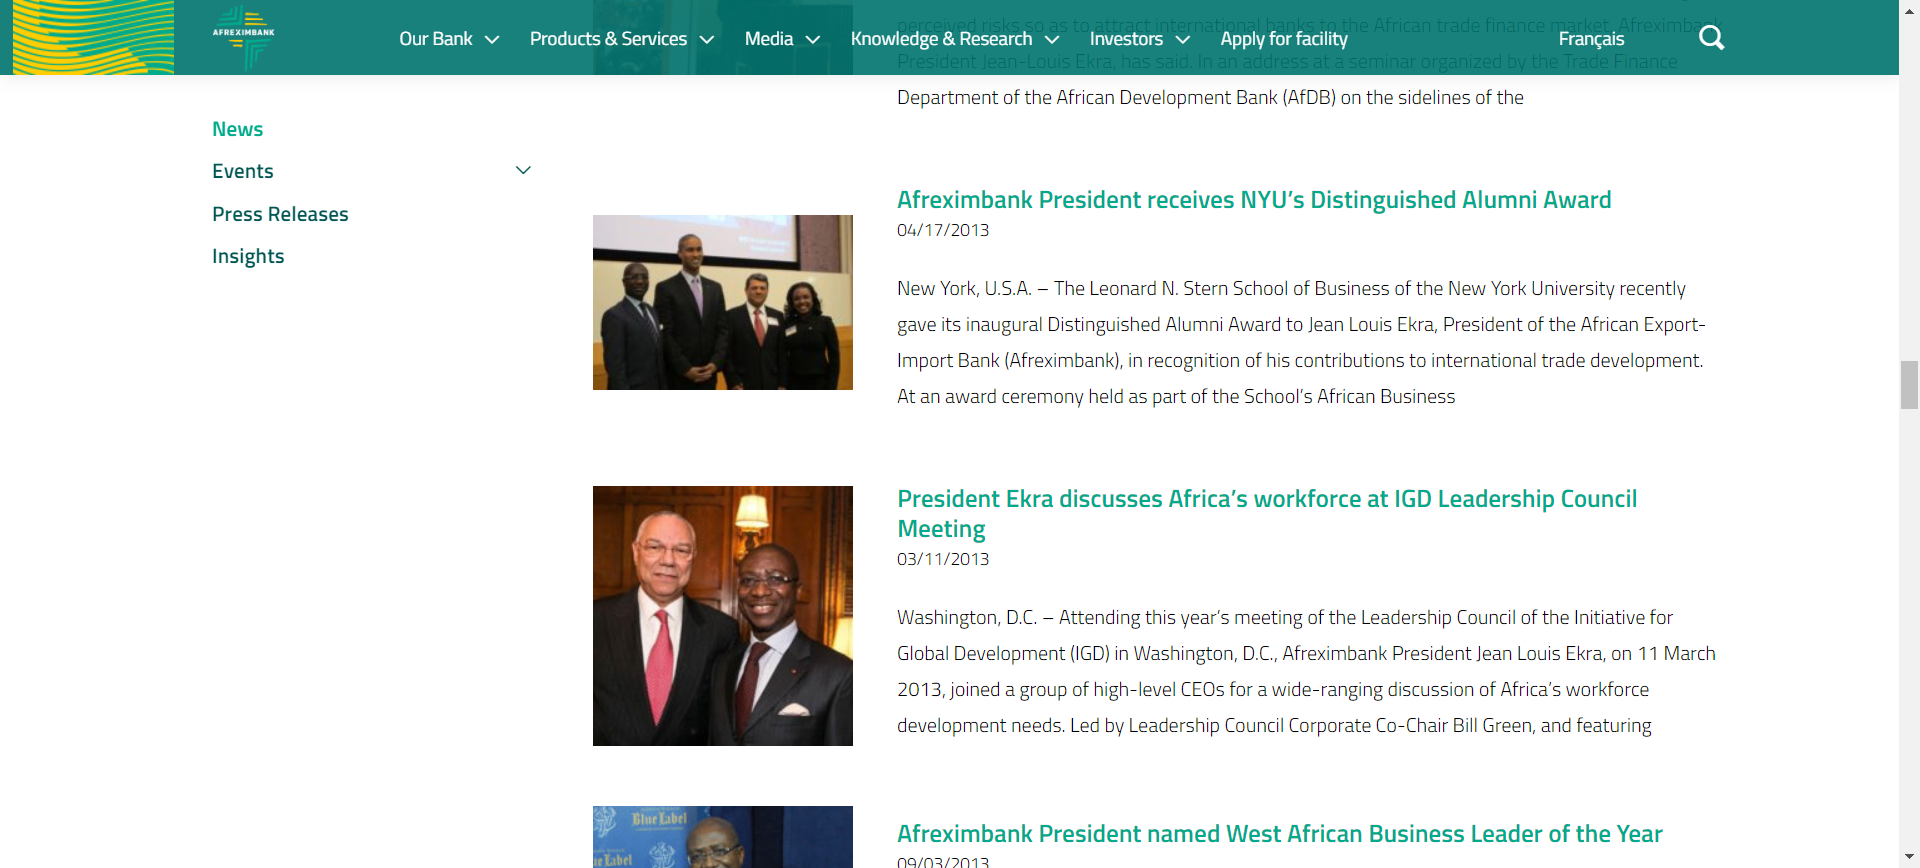 AFREXIMBANK
Our Bank
Products & Services
Media
Knowledge & Research
Investors
Apply for facility
Français
perceived risks so as to attract international banks to the African trade finance market, Afreximbank
President Jean-Louis Ekra, has said. In an address at a seminar organized by the Trade Finance
Department of the African Development Bank (AfDB) on the sidelines of the
News
Events
Press Releases
Insights
Afreximbank President receives NYU’s Distinguished Alumni Award
04/17/2013
New York, U.S.A. – The Leonard N. Stern School of Business of the New York University recently
gave its inaugural Distinguished Alumni Award to Jean Louis Ekra, President of the African Export-
Import Bank (Afreximbank), in recognition of his contributions to international trade development.
At an award ceremony held as part of the School’s African Business
President Ekra discusses Africa’s workforce at IGD Leadership Council
Meeting
03/11/2013
Washington, D.C. – Attending this year’s meeting of the Leadership Council of the Initiative for
Global Development (IGD) in Washington, D.C., Afreximbank President Jean Louis Ekra, on 11 March
2013, joined a group of high-level CEOs for a wide-ranging discussion of Africa’s workforce
development needs. Led by Leadership Council Corporate Co-Chair Bill Green, and featuring
Blue Label
Label
Afreximbank President named West African Business Leader of the Year
09/03/2013